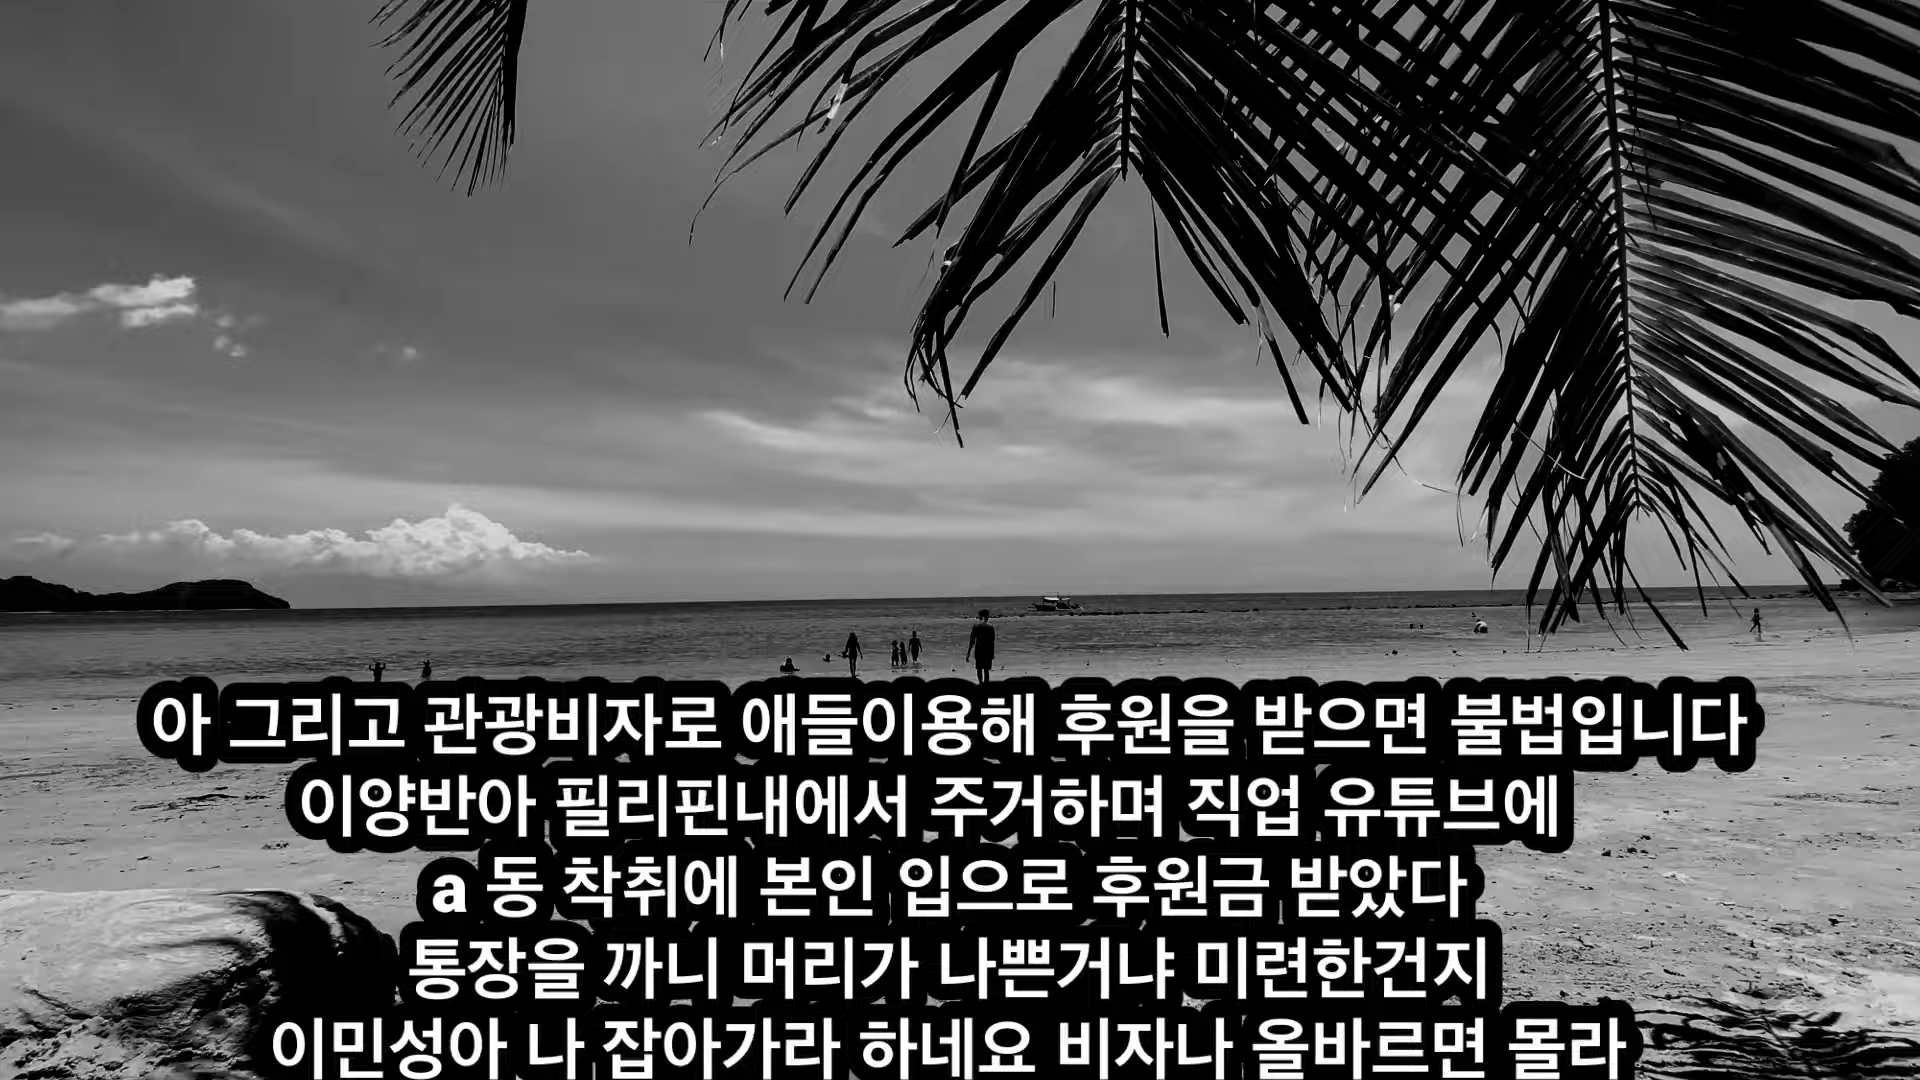 아 그리고 관광비자로 애들이용해 후원을 받으면 불법입니다
이양반아 필리핀내에서 주거하며 직업 유튜브에
a 동 착취에 본인 입으로 후원금 받았다
통장을 까니 머리가 나쁜거냐 미련한건지
이민성아 나 잡아가라 하네요 비자나 올바르면 몰라